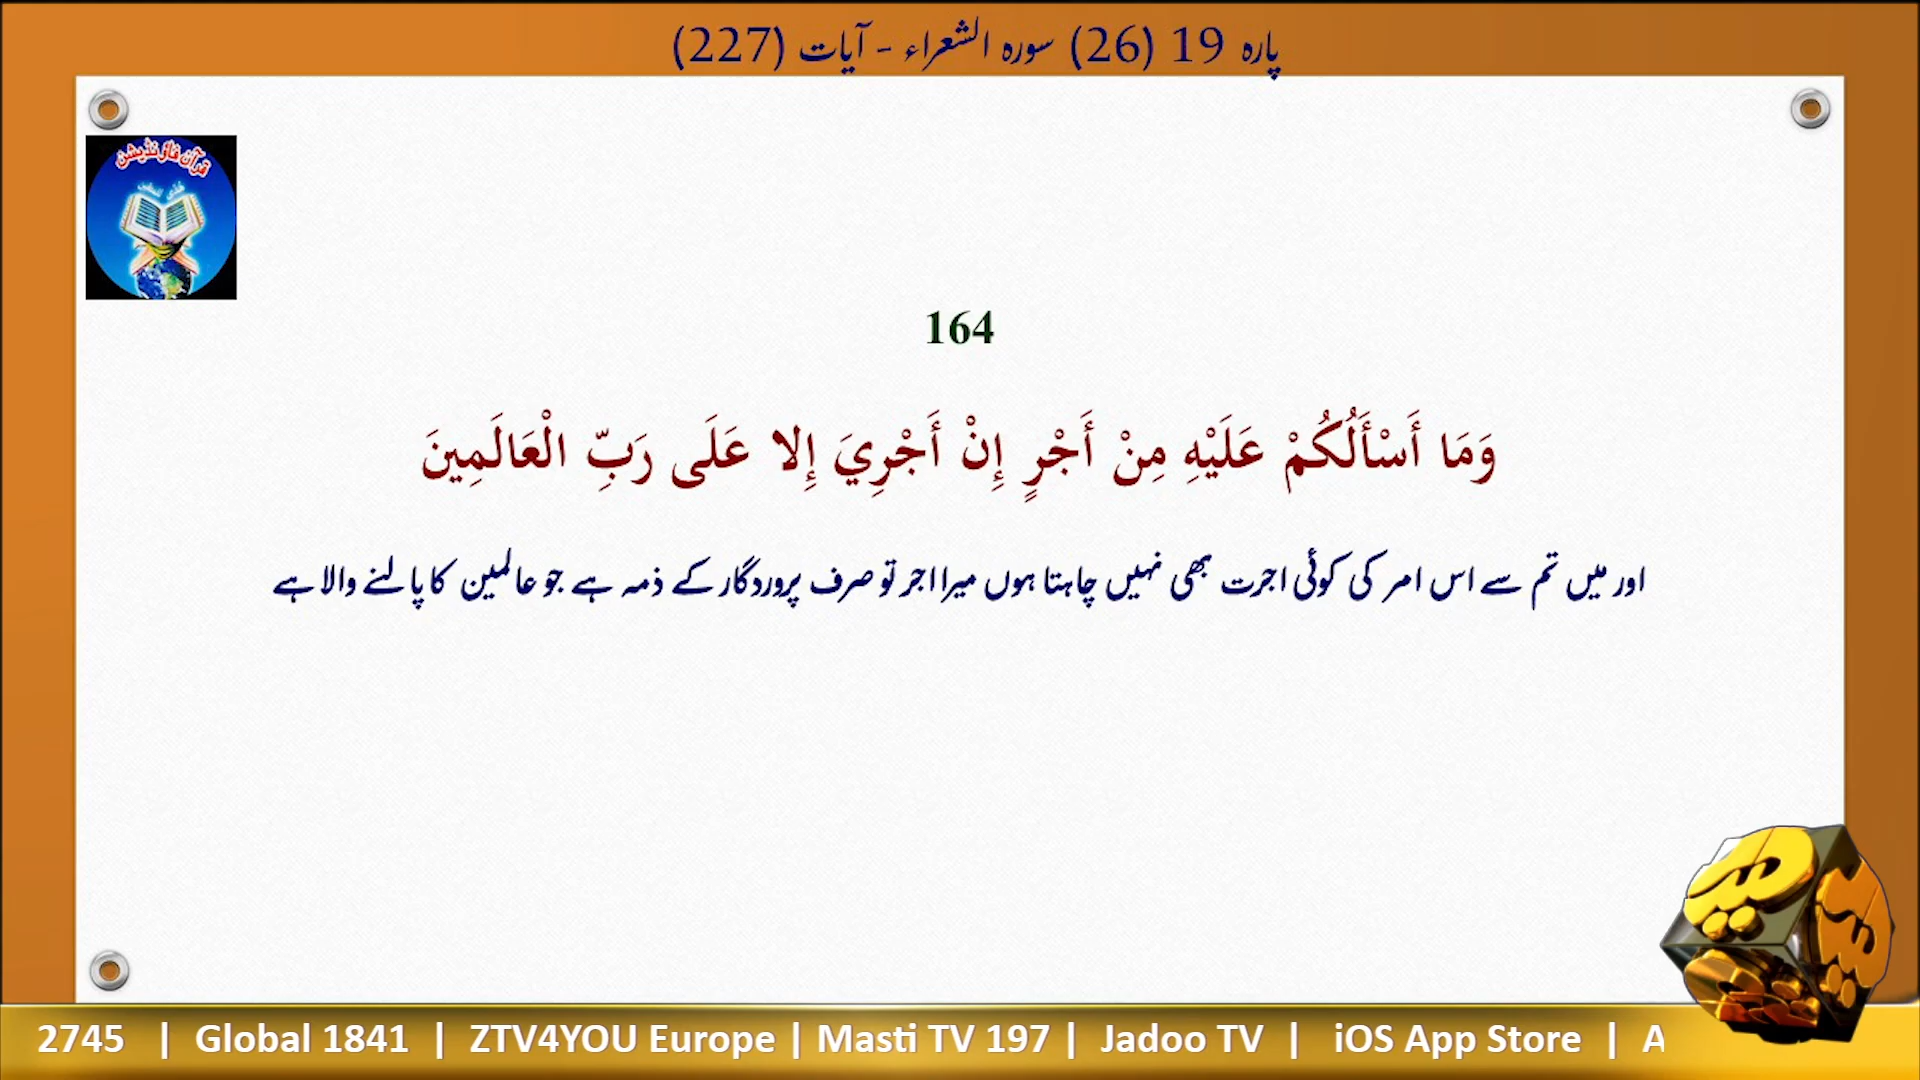 پارہ 19 (26) سورہ الشعراء - آیات (227)
قرآن فاؤنڈیشن
164
وَمَا أَسْأَلُكُمْ عَلَيْهِ مِنْ أَجْرٍ إِنْ أَجْرِيَ إِلا عَلَى رَبِّ الْعَالَمِينَ
اور میں تم سے اس امر کی کوئی اجرت بھی نہیں چاہتا ہوں میرا اجر تو صرف پروردگار کے ذمہ ہے جو عالمین کا پالنے والا ہے
2745 | Global 1841 | ZTV4YOU Europe | Masti TV 197 | Jadoo TV | iOS App Store | A